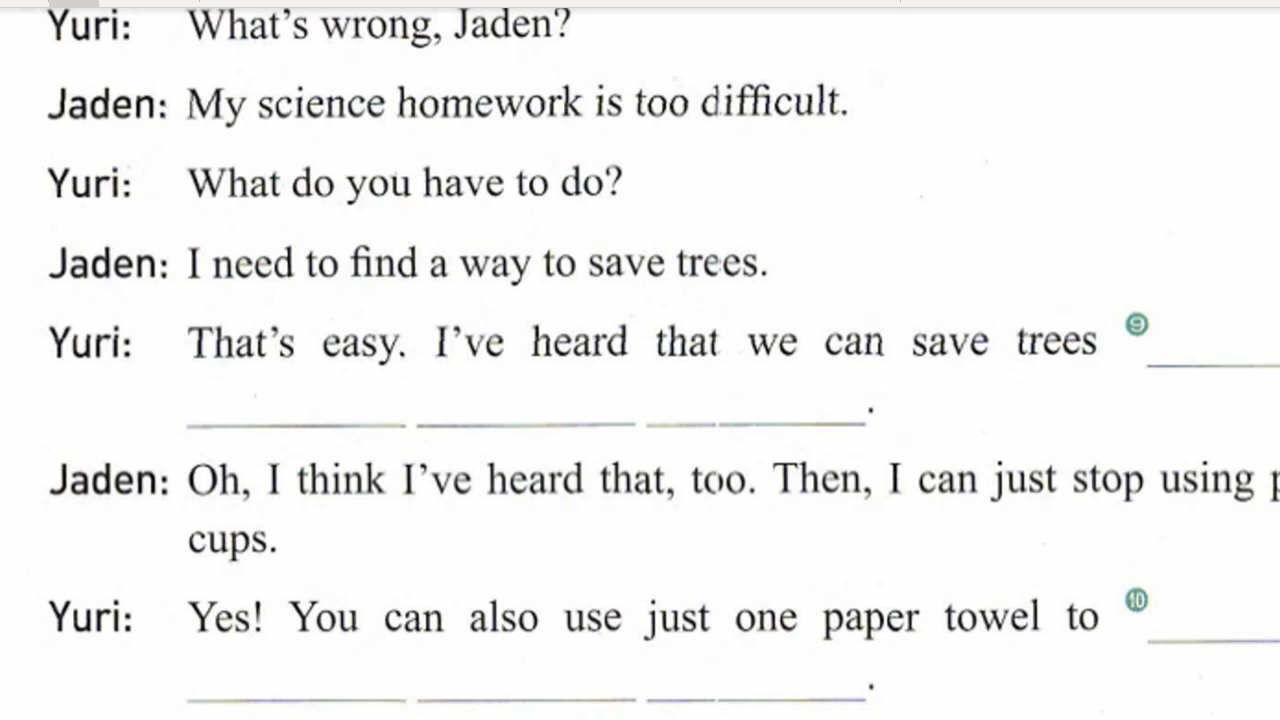 Yuri: What's wrong, Jaden?
Jaden: My science homework is too difficult.
Yuri: What do you have to do?
Jaden: I need to find a way to save trees.
Yuri: That's easy. I've heard that we can save trees ⑨
.
Jaden: Oh, I think I've heard that, too. Then, I can just stop using
cups.
Yuri: Yes! You can also use just one paper towel to ⑩
.